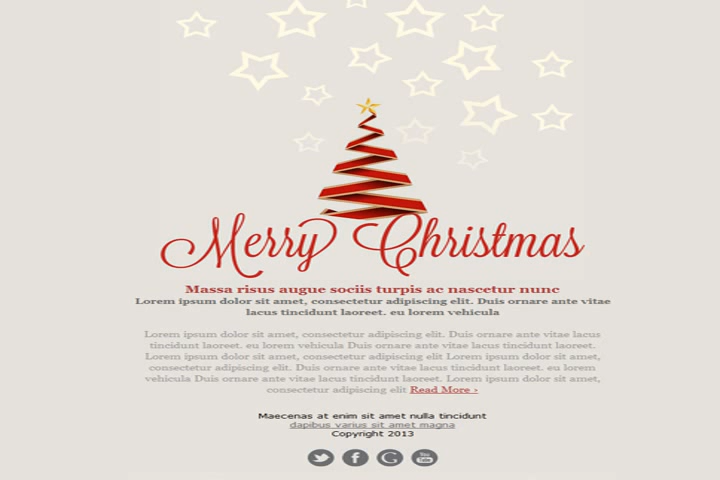 Merry Christmas
Massa risus augue sociis turpis ac nascetur nunc
Lorem ipsum dolor sit amet, consectetur adipiscing elit. Duis ornare ante vitae
lacus tincidunt laoreet. eu lorem vehicula
Lorem ipsum dolor sit amet, consectetur adipiscing elit. Duis ornare ante vitae lacus
tincidunt laoreet. eu lorem vehicula Duis ornare ante vitae lacus tincidunt laoreet.
Lorem ipsum dolor sit amet, consectetur adipiscing elit Lorem ipsum dolor sit amet,
consectetur adipiscing elit. Duis ornare ante vitae lacus tincidunt laoreet. eu lorem
vehicula Duis ornare ante vitae lacus tincidunt laoreet. Lorem ipsum dolor sit amet,
consectetur adipiscing elit Read More ›
Maecenas at enim sit amet nulla tincidunt
dapibus varius sit amet magna
Copyright 2013
You Tube